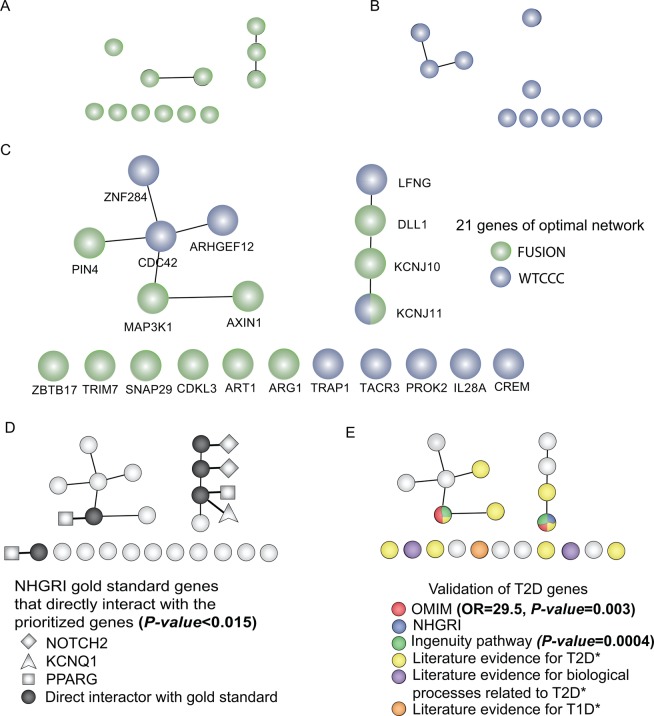 A
B
C
ZNF284
ARHGEF12
PIN4
CDC42
MAP3K1
AXIN1
LFNG
DLL1
KCNJ10
KCNJ11
21 genes of optimal network
FUSION
WTCCC
ZBTB17 TRIM7 SNAP29 CDKL3 ART1 ARG1 TRAP1 TACR3 PROK2 IL28A CREM
D
NHGRI gold standard genes
that directly interact with the
prioritized genes (P-value<0.015)
NOTCH2
KCNQ1
PPARG
Direct interactor with gold standard
E
Validation of T2D genes
OMIM (OR=29.5, P-value=0.003)
NHGRI
Ingenuity pathway (P-value=0.0004)
Literature evidence for T2D*
Literature evidence for biological
processes related to T2D*
Literature evidence for T1D*